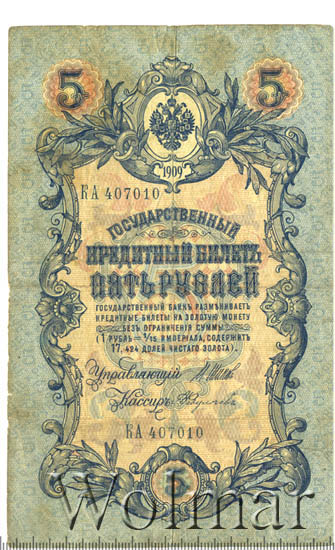 5 5
1909
КА 407010
ГОСУДАРСТВЕННЫЙ
КРЕДИТНЫЙ БИЛЕТЪ
ПЯТЬ РУБЛЕЙ
ГОСУДАРСТВЕННЫЙ БАНКЪ РАЗМѢНИВАЕТЪ
КРЕДИТНЫЕ БИЛЕТЫ НА ЗОЛОТУЮ МОНЕТУ
БЕЗЪ ОГРАНИЧЕНІЯ СУММЫ
(1 РУБЛЬ = 1/15 ИМПЕРІАЛА, СОДЕРЖИТЪ
17,424 ДОЛЕЙ ЧИСТАГО ЗОЛОТА).
Управляющій
Кассиръ
КА 407010
5
Wolmar